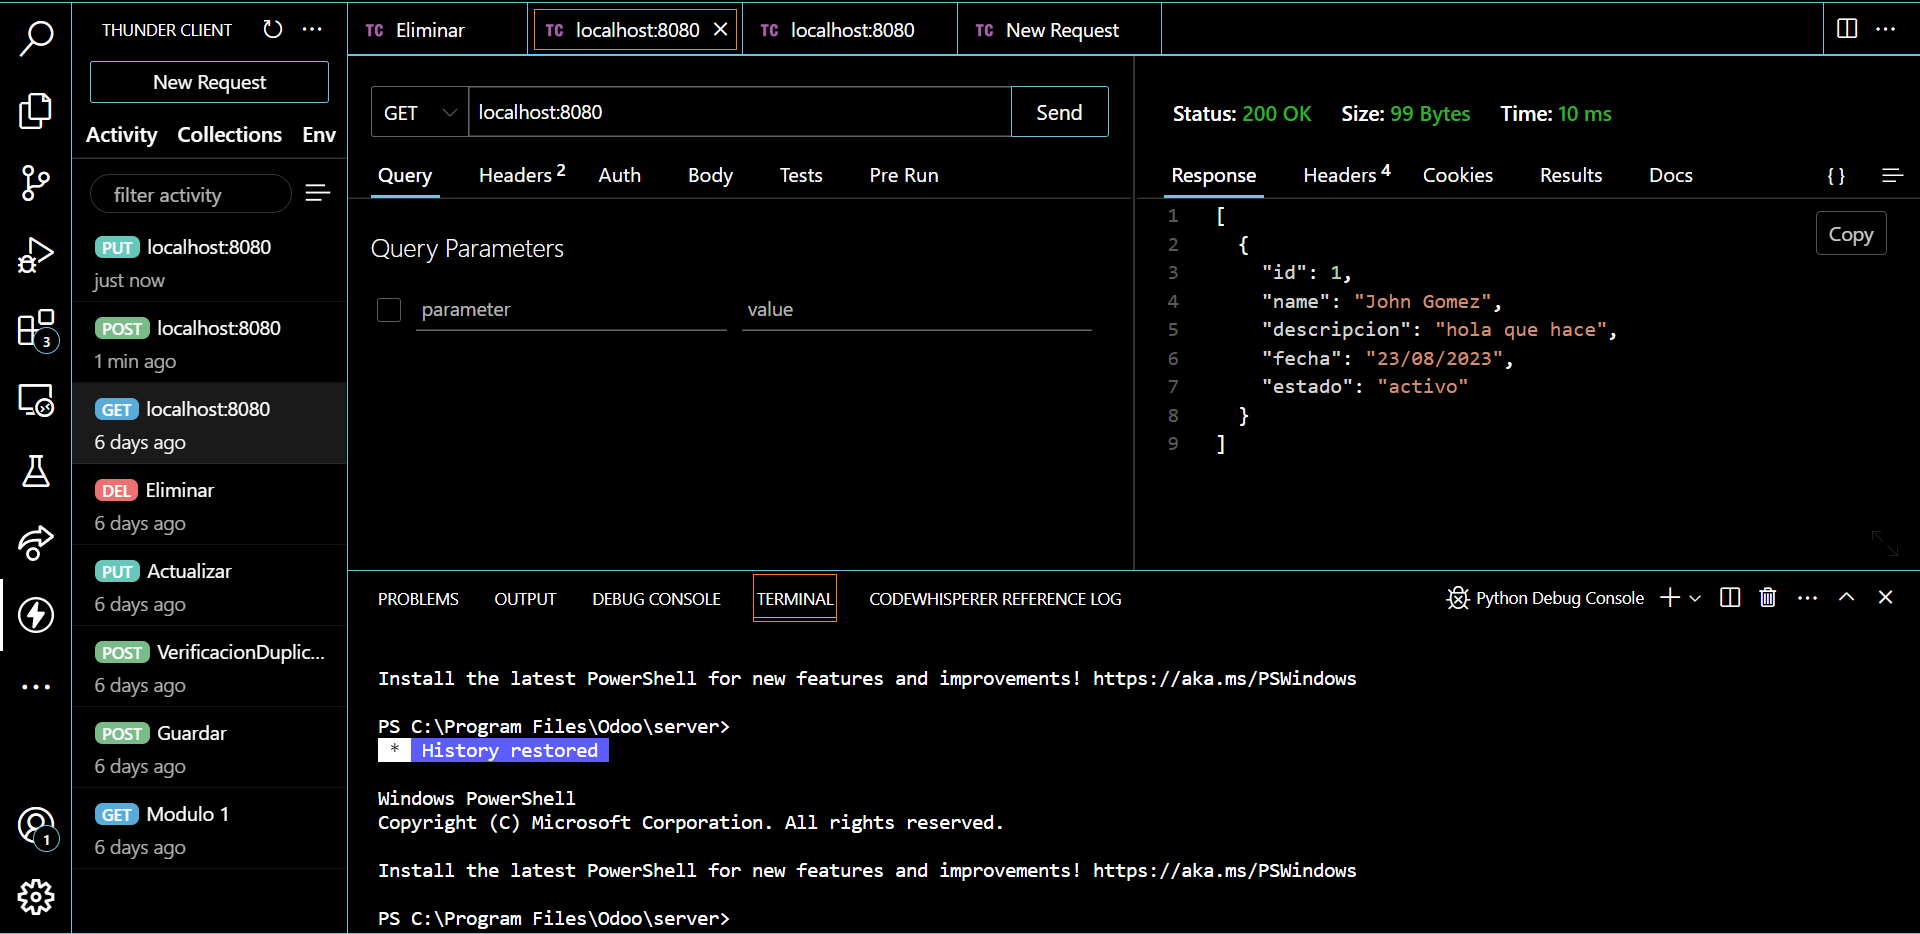 THUNDER CLIENT
New Request
Activity Collections Env
filter activity
PUT localhost:8080
just now
POST localhost:8080
1 min ago
GET localhost:8080
6 days ago
DEL Eliminar
6 days ago
PUT Actualizar
6 days ago
POST VerificacionDuplic...
6 days ago
POST Guardar
6 days ago
GET Modulo 1
6 days ago
3
1
TC Eliminar
TC localhost:8080
TC localhost:8080
TC New Request
GET localhost:8080 Send
Query Headers 2 Auth Body Tests Pre Run
Query Parameters
parameter value
Status: 200 OK Size: 99 Bytes Time: 10 ms
Response Headers 4 Cookies Results Docs { }
Copy
1 [
2 {
3 "id": 1,
4 "name": "John Gomez",
5 "descripcion": "hola que hace",
6 "fecha": "23/08/2023",
7 "estado": "activo"
8 }
9 ]
PROBLEMS OUTPUT DEBUG CONSOLE TERMINAL CODEWHISPERER REFERENCE LOG
Python Debug Console
Install the latest PowerShell for new features and improvements! https://aka.ms/PSWindows
PS C:\Program Files\Odoo\server>
* History restored
Windows PowerShell
Copyright (C) Microsoft Corporation. All rights reserved.
Install the latest PowerShell for new features and improvements! https://aka.ms/PSWindows
PS C:\Program Files\Odoo\server>